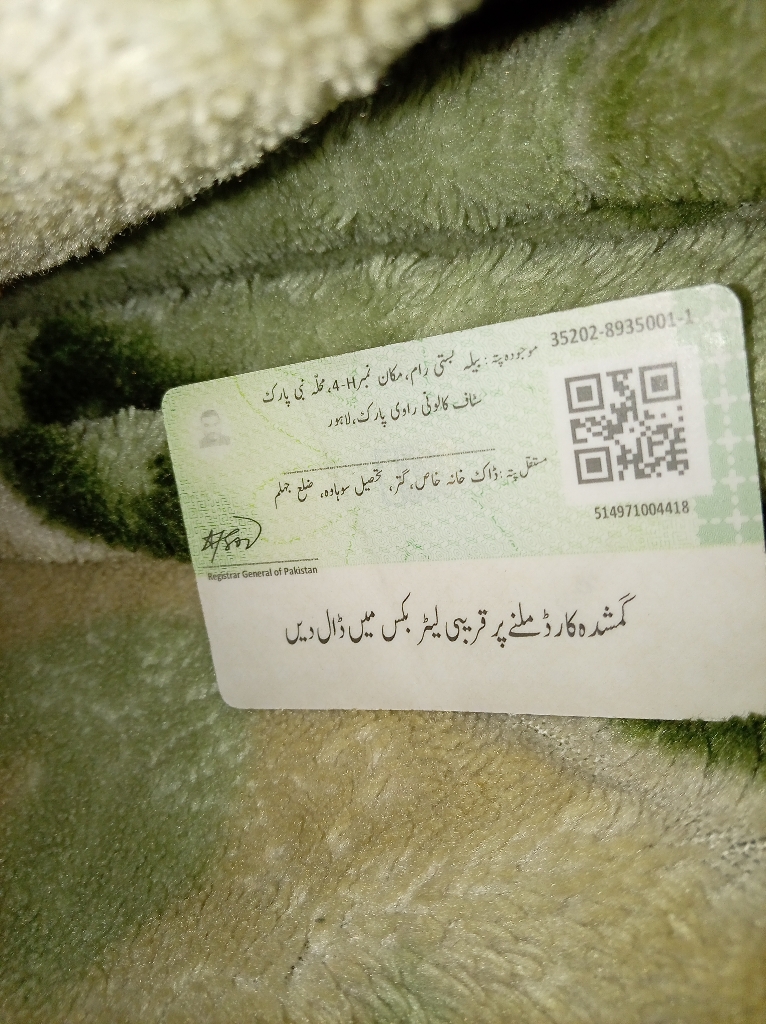 35202-8935001-1
موجودہ پتہ: بیلہ بستی رام، مکان نمبر 4-H، محلّہ نبی پارک
سٹاف کالونی راوی پارک، لاہور
مستقل پتہ: ڈاک خانہ خاص، گتر، تحصیل سوہاوہ، ضلع جہلم
514971004418
Registrar General of Pakistan
گمشدہ کارڈ ملنے پر قریبی لیٹر بکس میں ڈال دیں